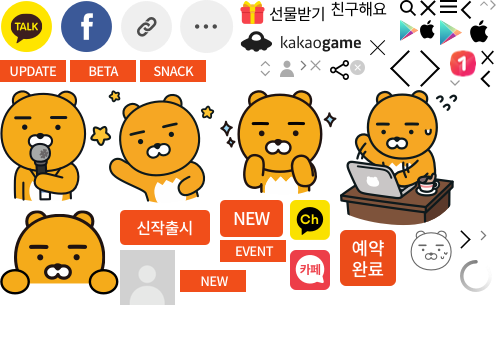 TALK
선물받기
친구해요
kakaogame
UPDATE
BETA
SNACK
1
신작출시
NEW
Ch
EVENT
카페
예약
완료
NEW